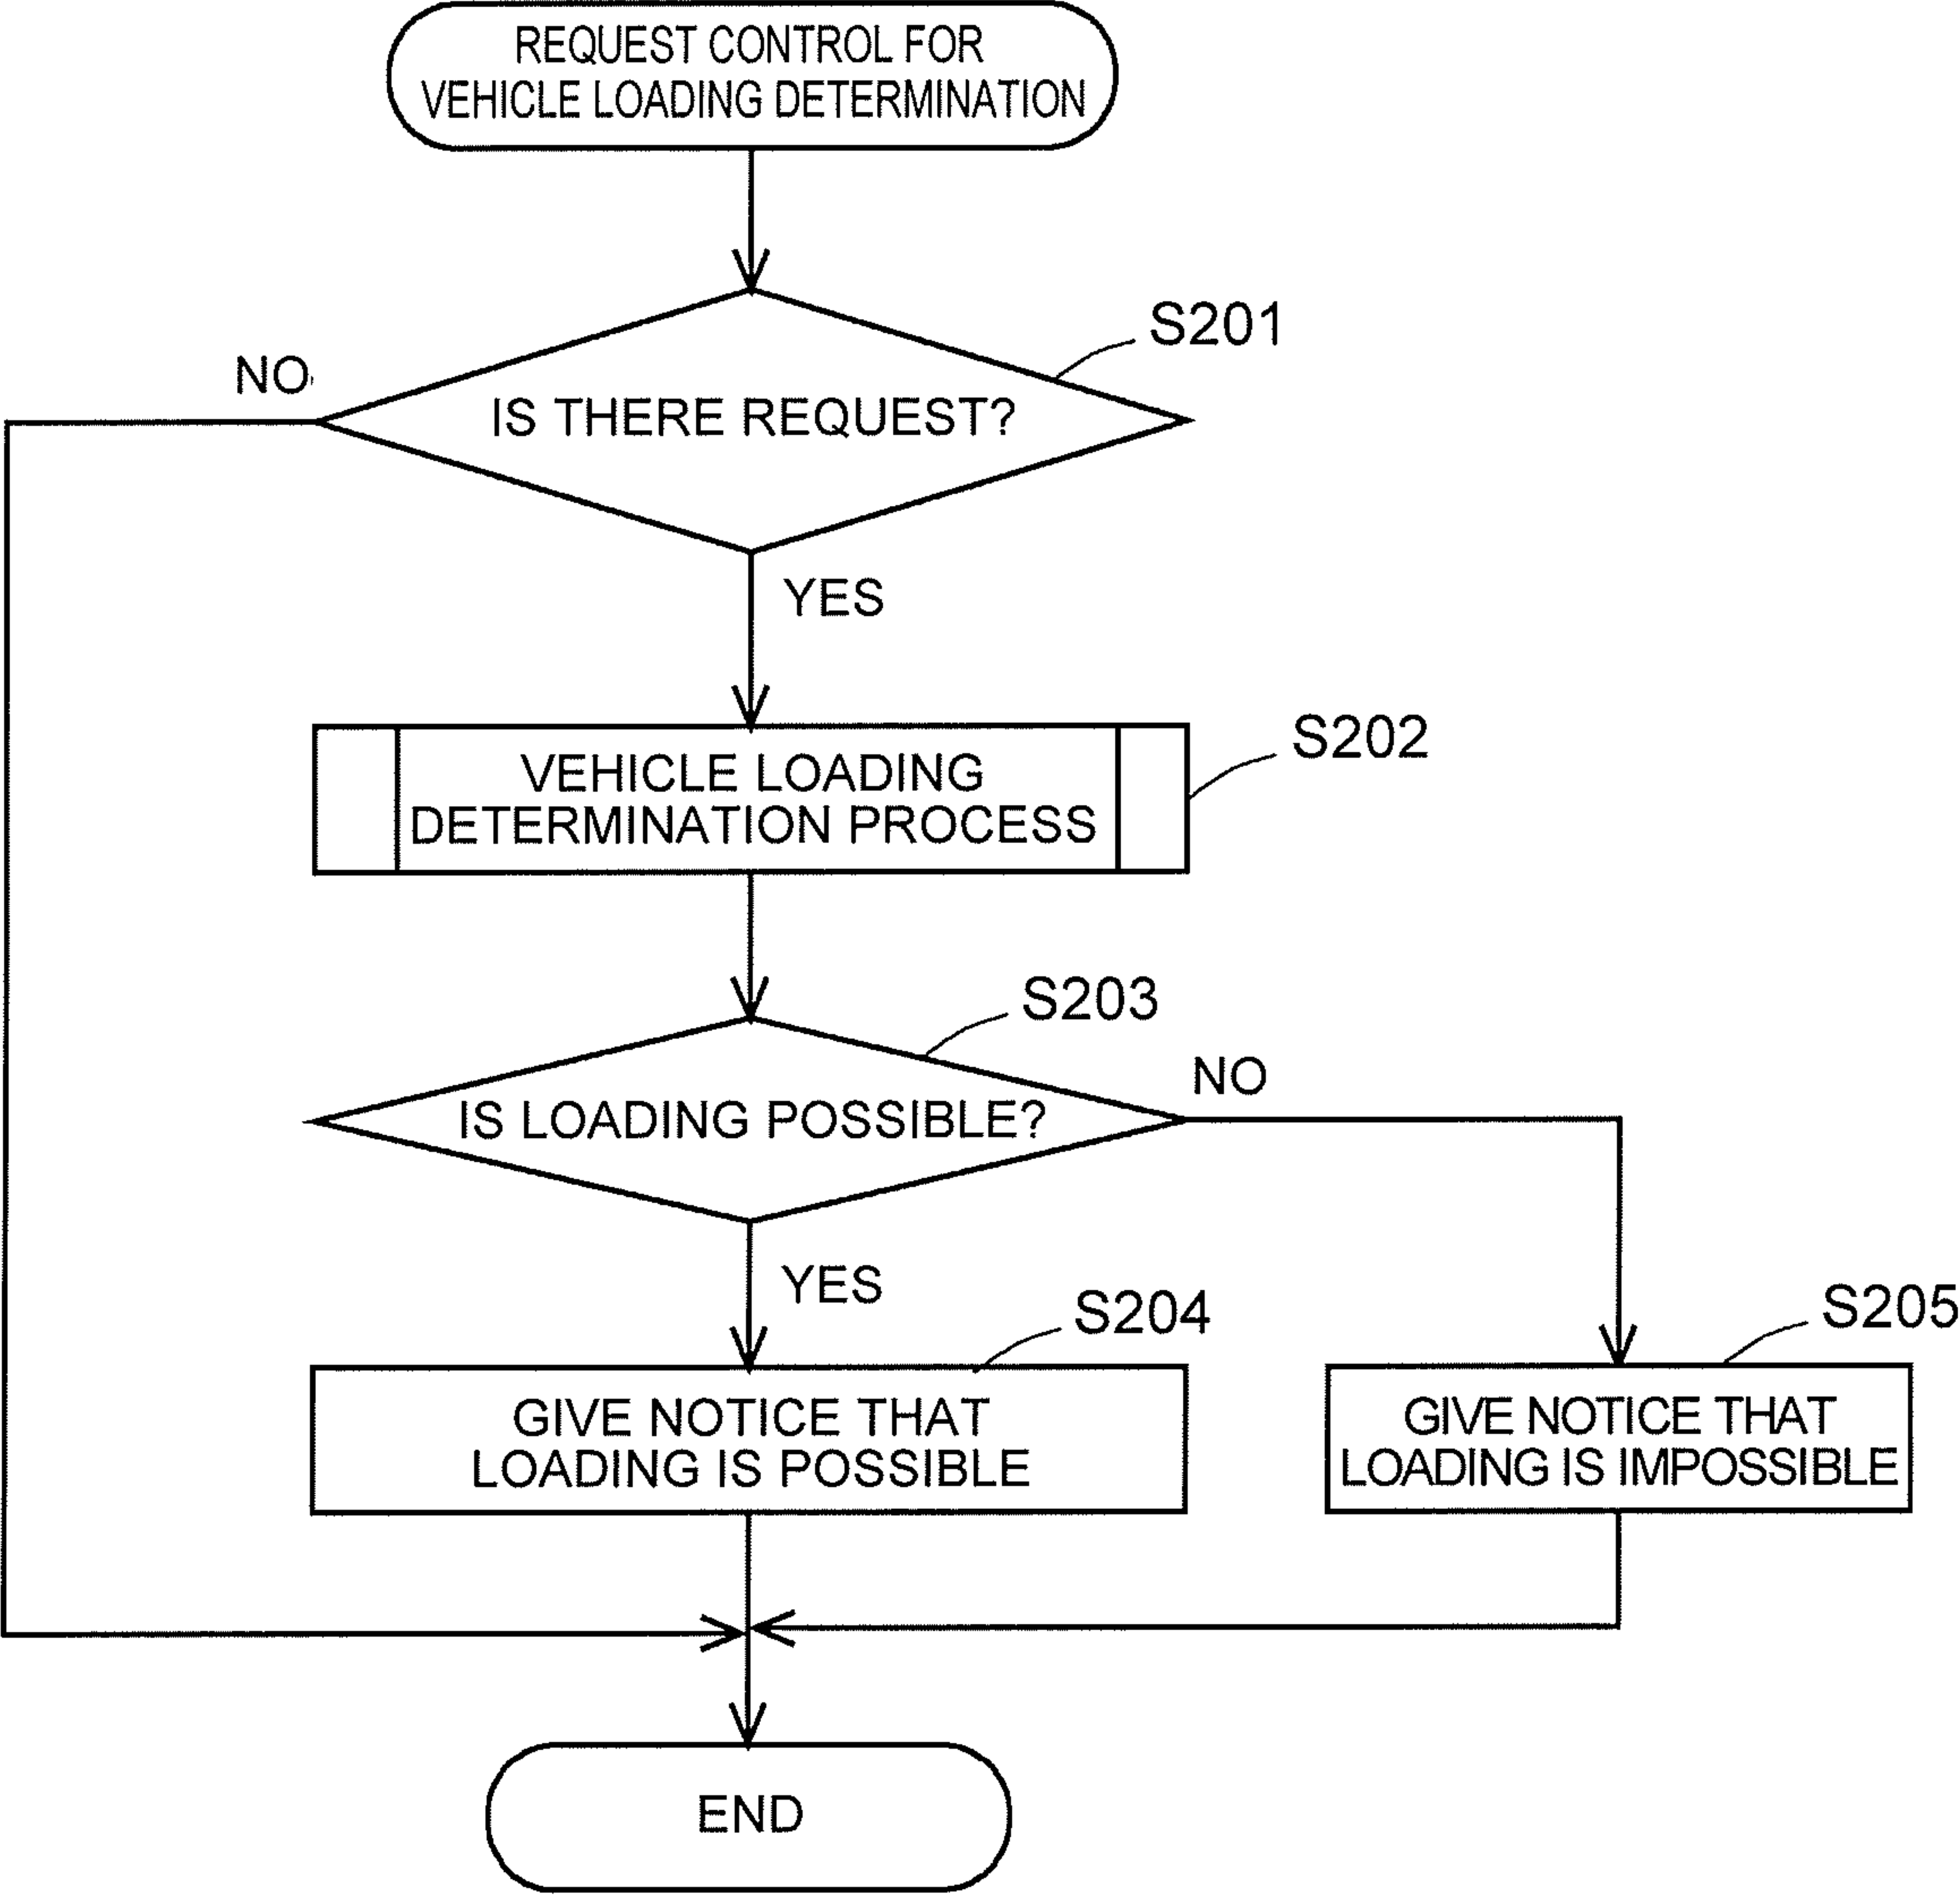 REQUEST CONTROL FOR
VEHICLE LOADING DETERMINATION
S201
NO
IS THERE REQUEST?
YES
S202
VEHICLE LOADING
DETERMINATION PROCESS
S203
NO
IS LOADING POSSIBLE?
YES
S204
S205
GIVE NOTICE THAT
LOADING IS POSSIBLE
GIVE NOTICE THAT
LOADING IS IMPOSSIBLE
END